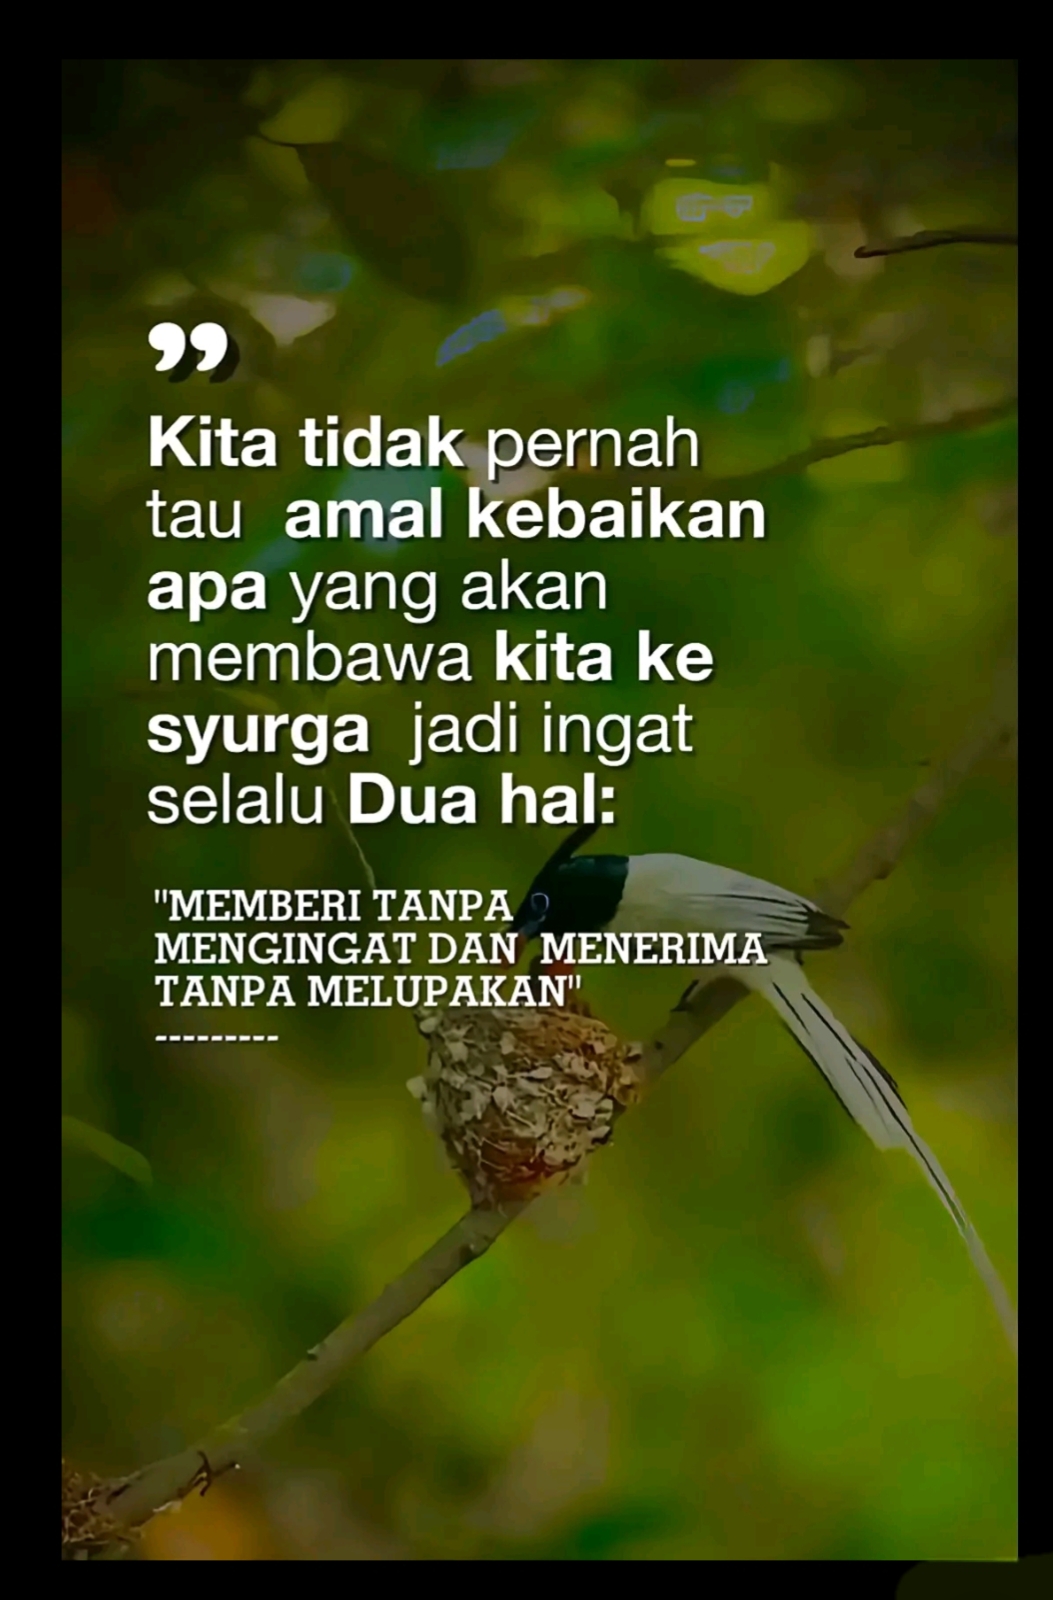 ”
Kita tidak pernah
tau amal kebaikan
apa yang akan
membawa kita ke
syurga jadi ingat
selalu Dua hal:
"MEMBERI TANPA
MENGINGAT DAN MENERIMA
TANPA MELUPAKAN"
---------